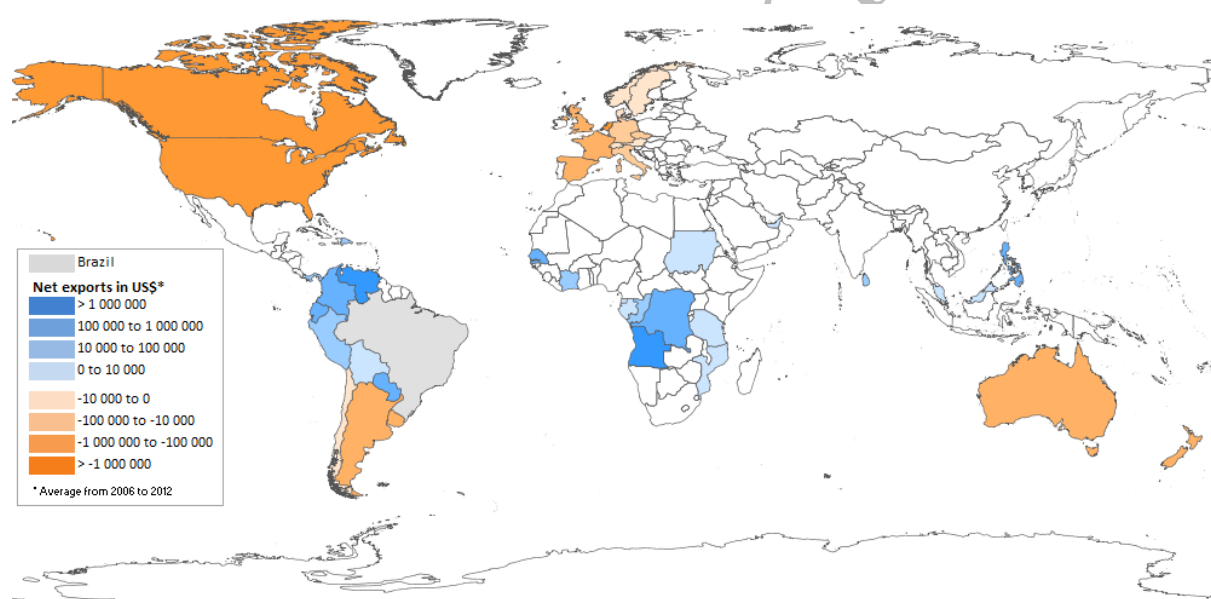 Brazil
Net exports in US$*
> 1 000 000
100 000 to 1 000 000
10 000 to 100 000
0 to 10 000
-10 000 to 0
-100 000 to -10 000
-1 000 000 to -100 000
> -1 000 000
* Average from 2006 to 2012